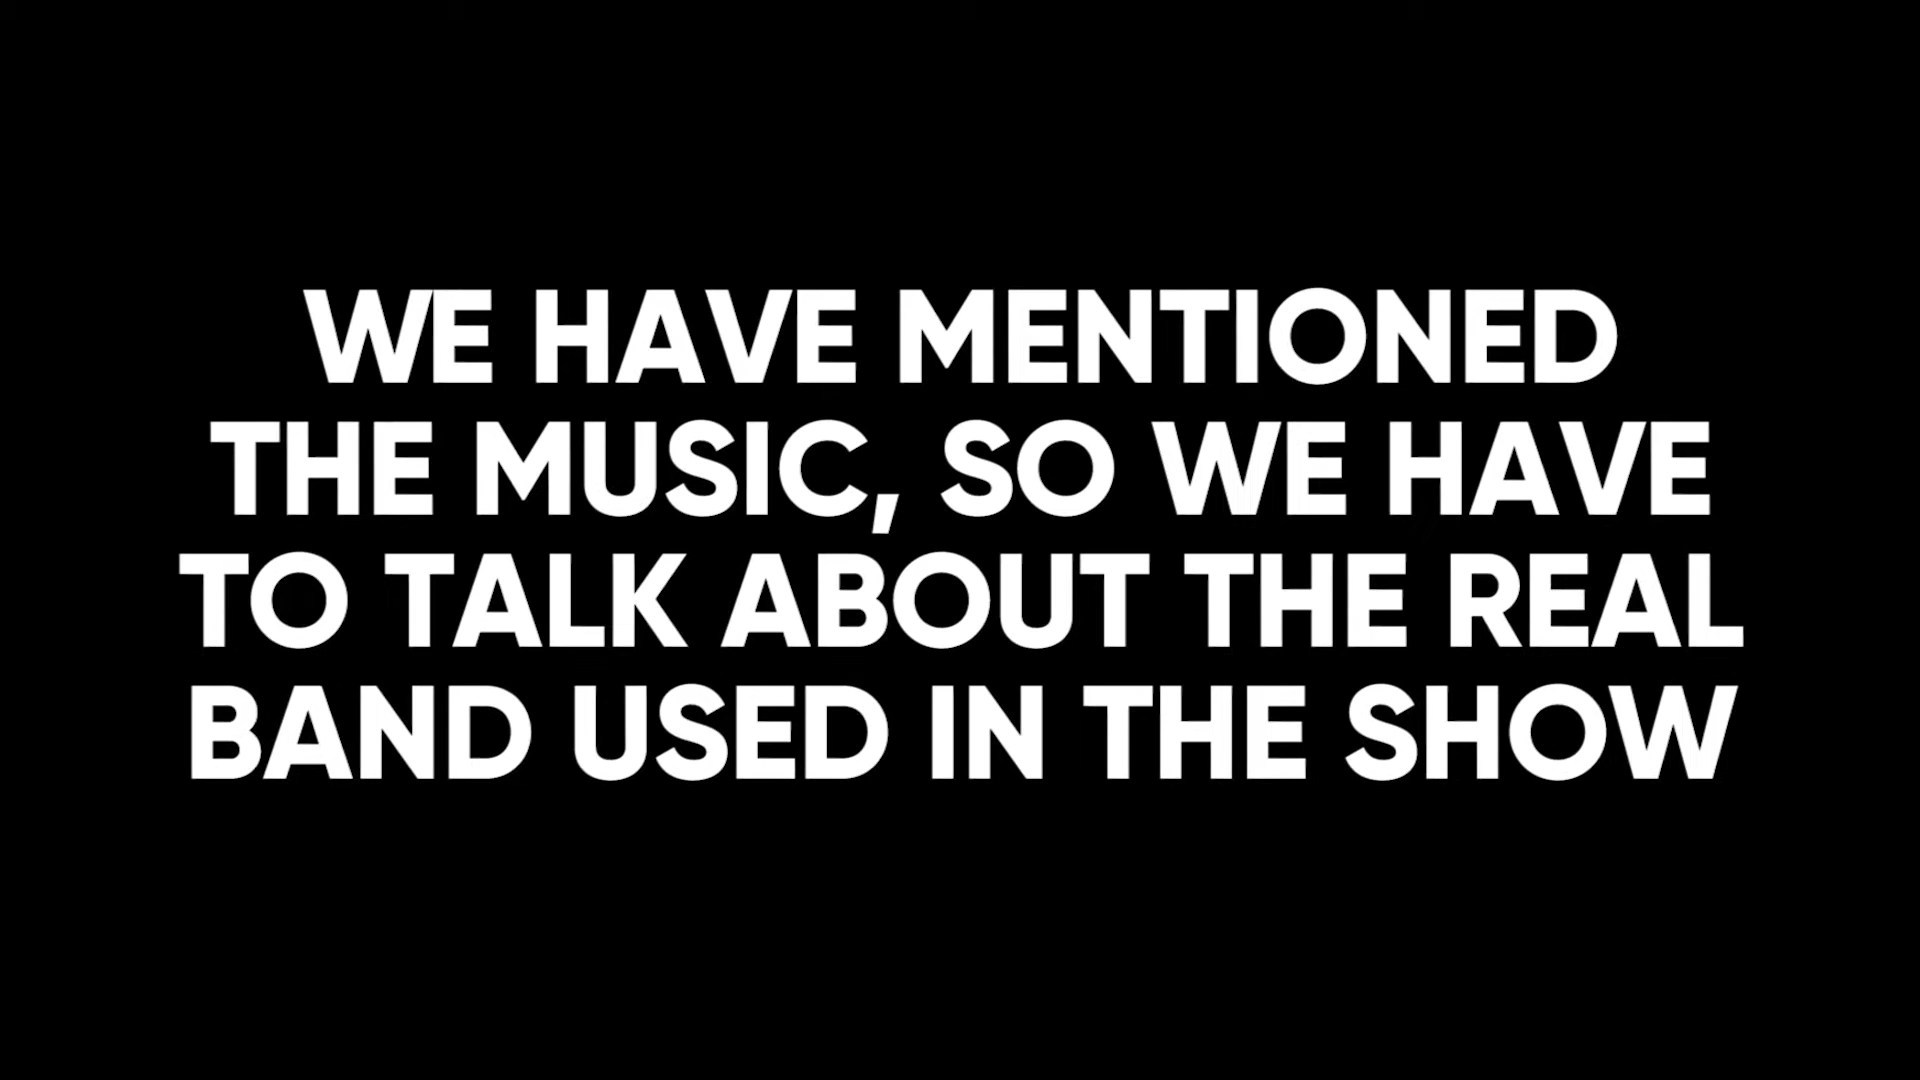 WE HAVE MENTIONED
THE MUSIC, SO WE HAVE
TO TALK ABOUT THE REAL
BAND USED IN THE SHOW